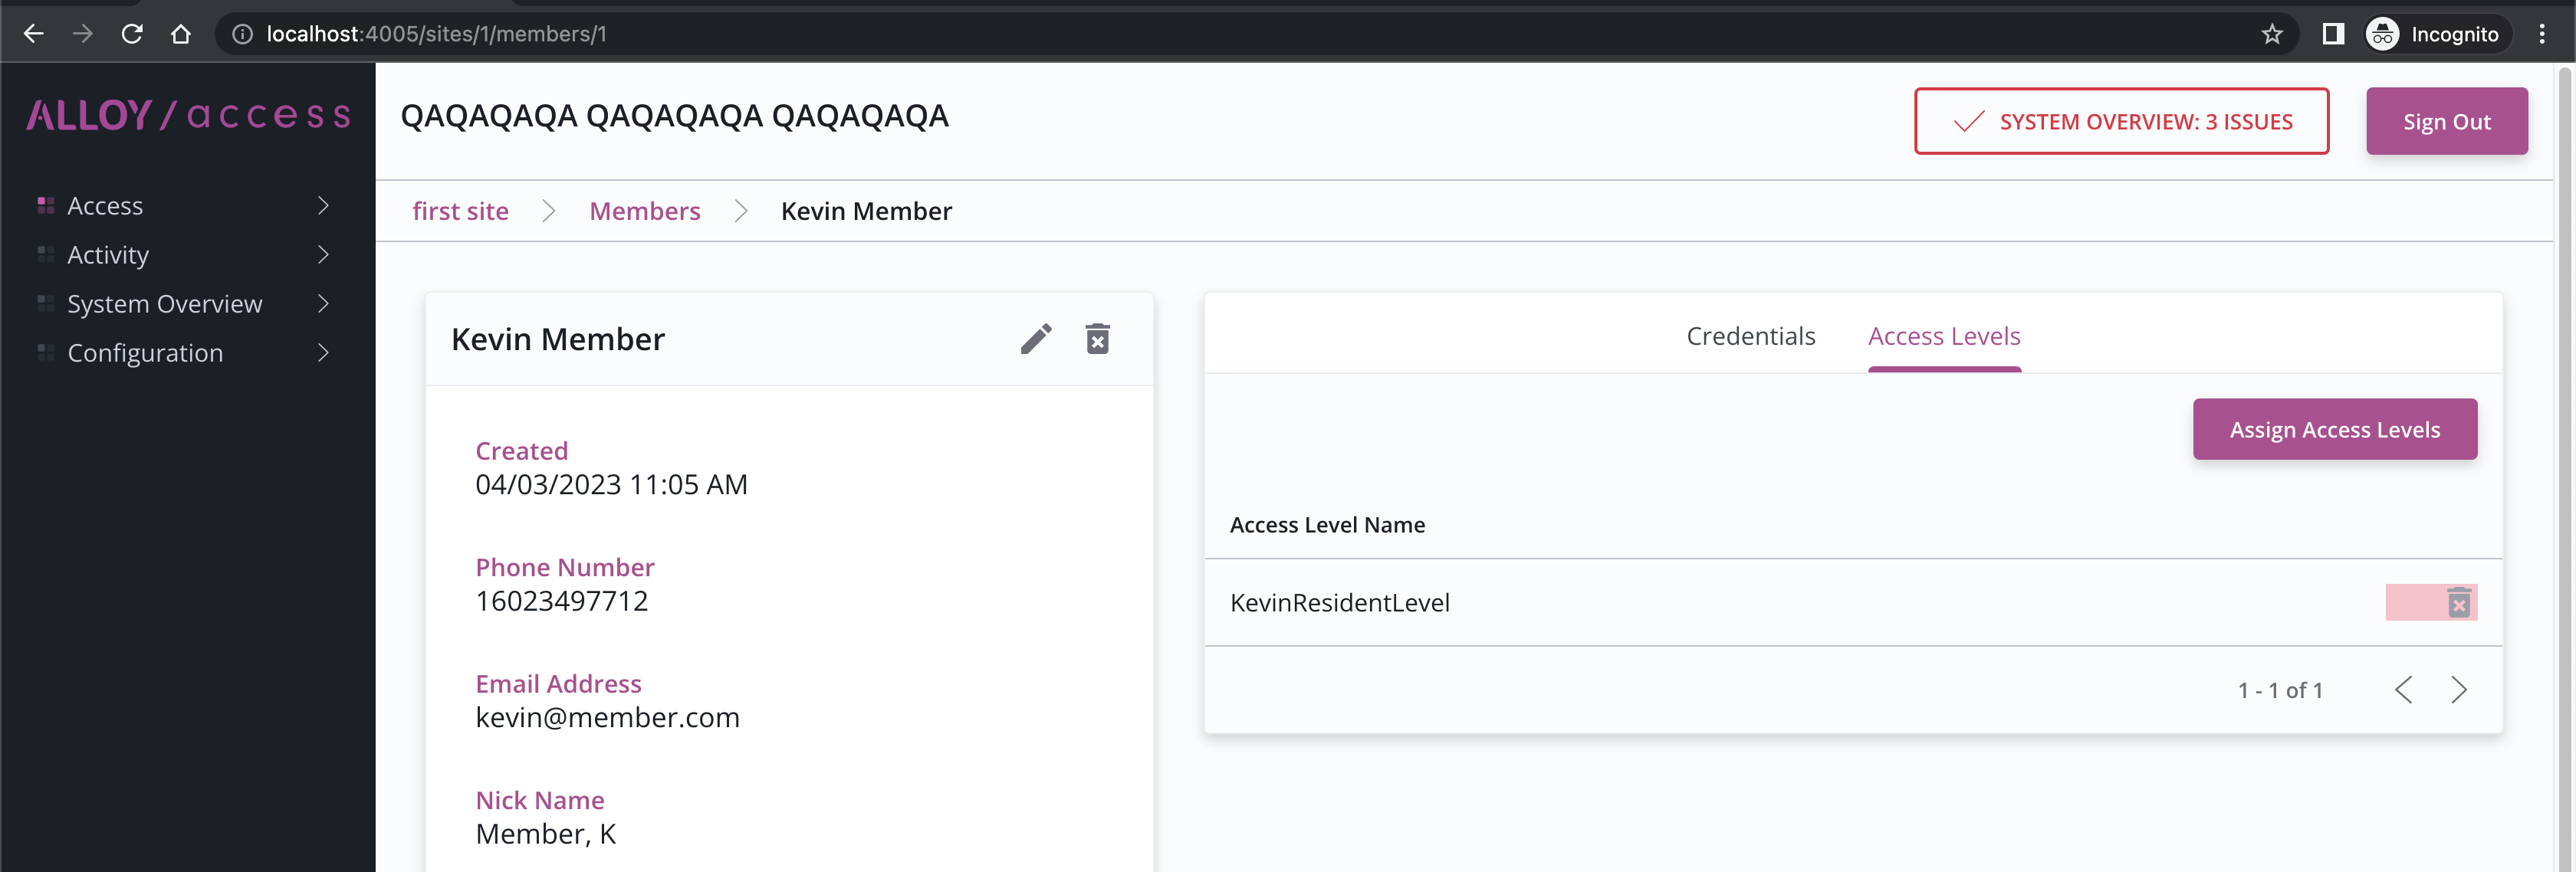 localhost:4005/sites/1/members/1
Incognito
ALLOY/access
QAQAQAQA QAQAQAQA QAQAQAQA
SYSTEM OVERVIEW: 3 ISSUES
Sign Out
Access
Activity
System Overview
Configuration
first site
Members
Kevin Member
Kevin Member
Created
04/03/2023 11:05 AM
Phone Number
16023497712
Email Address
kevin@member.com
Nick Name
Member, K
Credentials
Access Levels
Assign Access Levels
Access Level Name
KevinResidentLevel
1 - 1 of 1